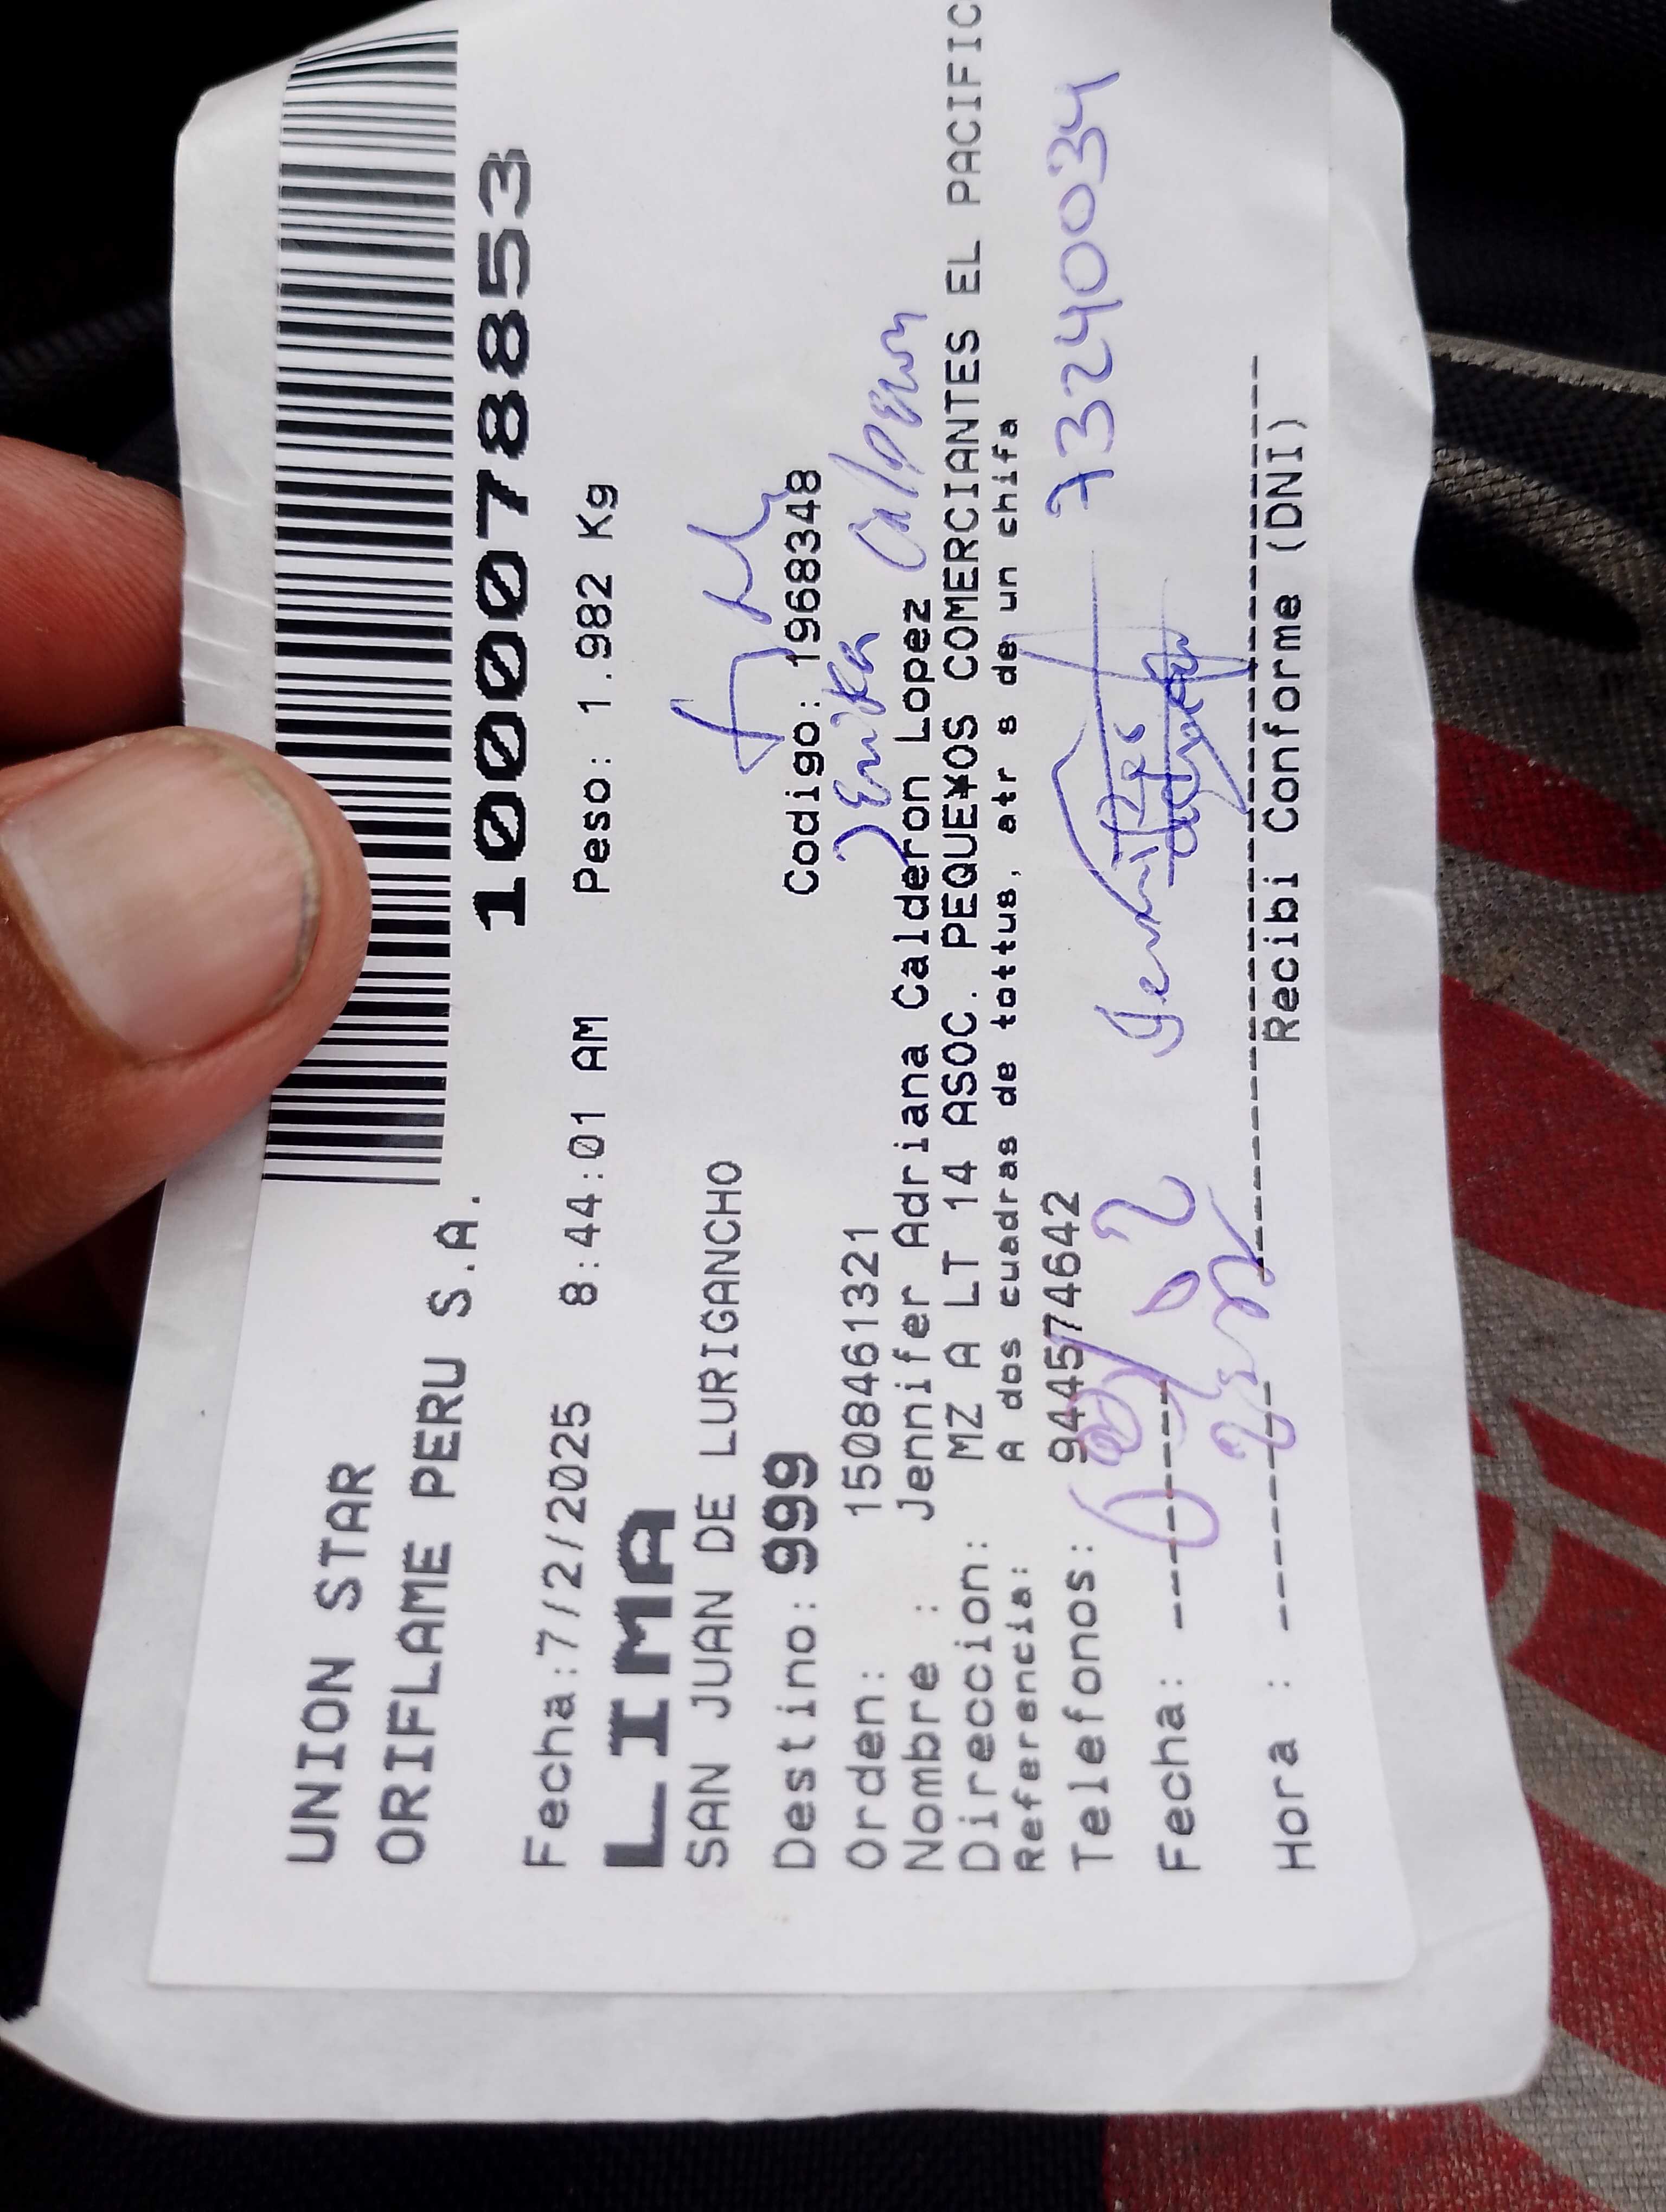 UNION STAR
ORIFLAME PERU S.A.
100078853
Fecha:7/2/2025 8:44:01 AM Peso: 1.982 Kg
LIMA
SAN JUAN DE LURIGANCHO
Destino: 999 Codigo: 1968348
Orden: 1508461321
Nombre : Jennifer Adriana Calderon Lopez
Direccion: MZ A LT 14 ASOC. PEQUE¥OS COMERCIANTES EL PACIFIC
Referencia: A dos cuadras de tottus, atr s de un chifa
Telefonos: 944574642
73240034
Fecha:
Hora :
Recibi Conforme (DNI)